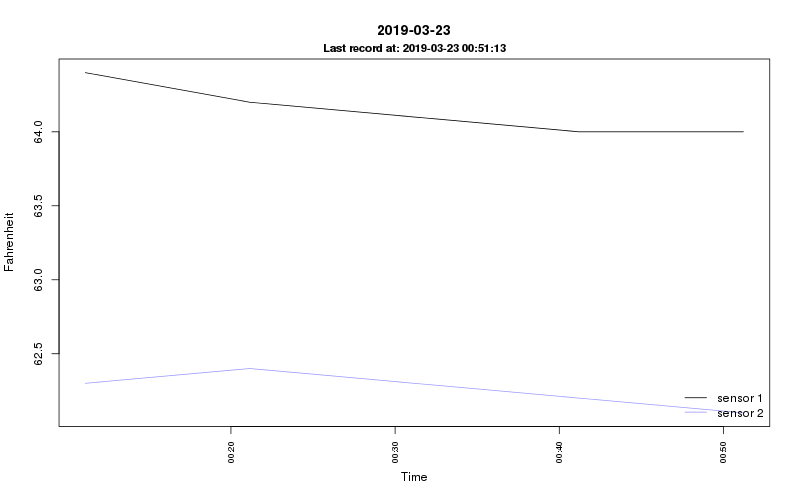 2019-03-23
Last record at: 2019-03-23 00:51:13
Fahrenheit
64.0
63.5
63.0
62.5
sensor 1
sensor 2
00:20
00:30
00:40
00:50
Time